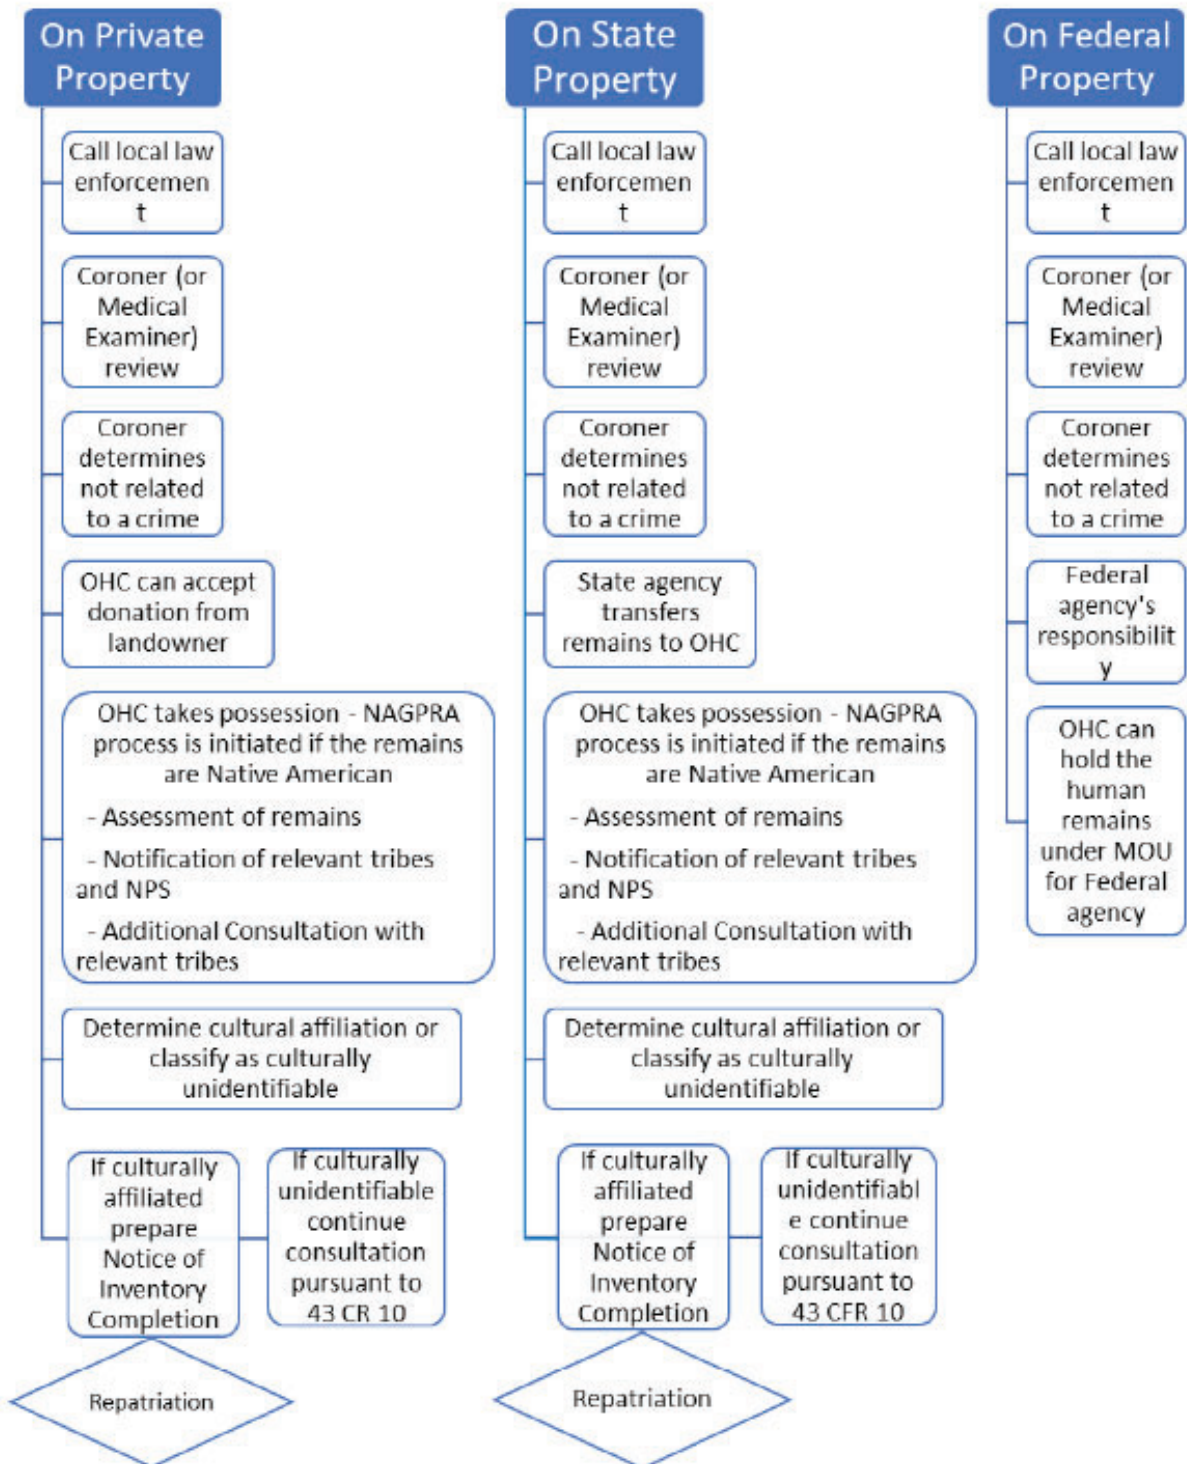 On Private
Property
Call local law
enforcemen
t
Coroner (or
Medical
Examiner)
review
Coroner
determines
not related
to a crime
OHC can accept
donation from
landowner
OHC takes possession - NAGPRA
process is initiated if the remains
are Native American
- Assessment of remains
- Notification of relevant tribes
and NPS
- Additional Consultation with
relevant tribes
Determine cultural affiliation or
classify as culturally
unidentifiable
If culturally
affiliated
prepare
Notice of
Inventory
Completion
If culturally
unidentifiable
continue
consultation
pursuant to
43 CR 10
Repatriation
On State
Property
Call local law
enforcemen
t
Coroner (or
Medical
Examiner)
review
Coroner
determines
not related
to a crime
State agency
transfers
remains to OHC
OHC takes possession - NAGPRA
process is initiated if the remains
are Native American
- Assessment of remains
- Notification of relevant tribes
and NPS
- Additional Consultation with
relevant tribes
Determine cultural affiliation or
classify as culturally
unidentifiable
If culturally
affiliated
prepare
Notice of
Inventory
Completion
If culturally
unidentifiabl
e continue
consultation
pursuant to
43 CFR 10
Repatriation
On Federal
Property
Call local law
enforcemen
t
Coroner (or
Medical
Examiner)
review
Coroner
determines
not related
to a crime
Federal
agency's
responsibilit
y
OHC can
hold the
human
remains
under MOU
for Federal
agency